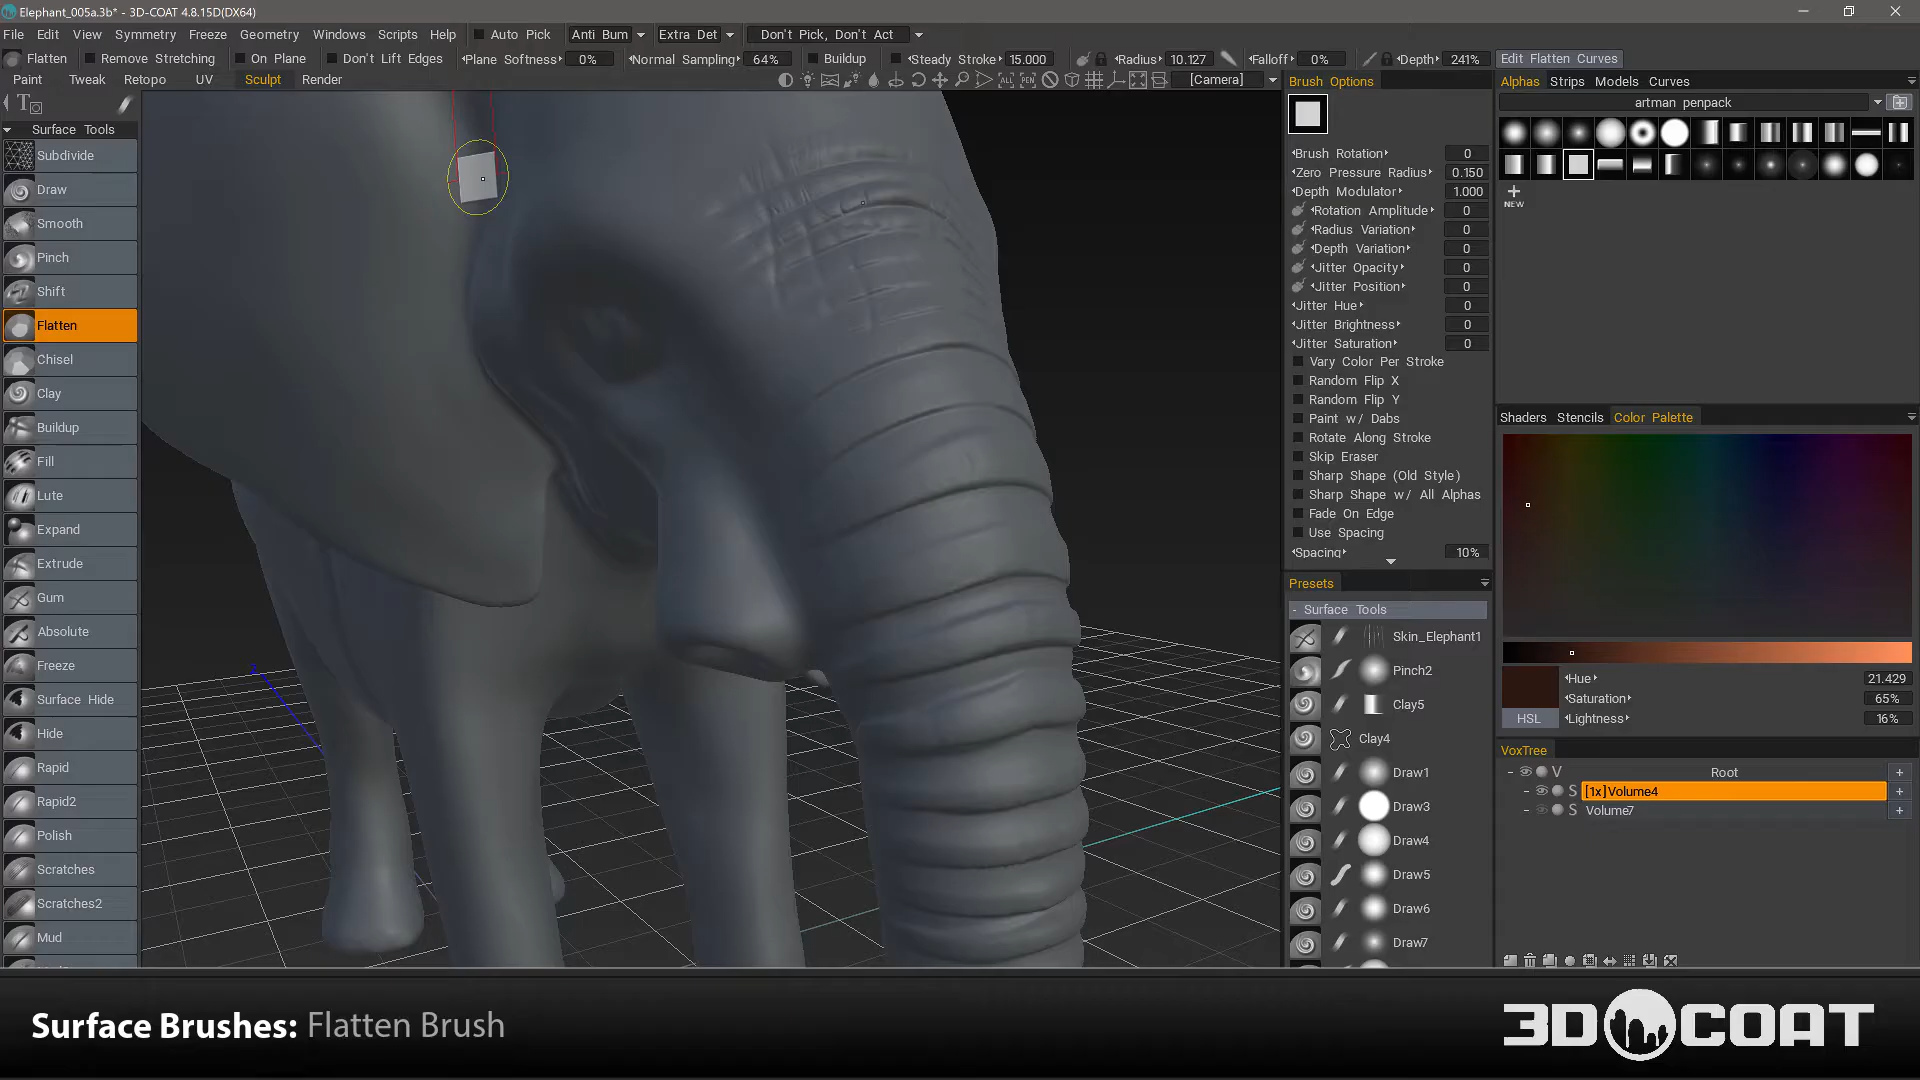 Elephant_005a.3b* - 3D-COAT 4.8.15D(DX64)
File Edit View Symmetry Freeze Geometry Windows Scripts Help Auto Pick Anti Bum Extra Det Don't Pick, Don't Act
Flatten Remove Stretching On Plane Don't Lift Edges Plane Softness 0% Normal Sampling 64% Buildup Steady Stroke 15.000 Radius 10.127 Falloff 0% Depth 241% Edit Flatten Curves
Paint Tweak Retopo UV Sculpt Render [Camera]
Surface Tools
Subdivide
Draw
Smooth
Pinch
Shift
Flatten
Chisel
Clay
Buildup
Fill
Lute
Expand
Extrude
Gum
Absolute
Freeze
Surface Hide
Hide
Rapid
Rapid2
Polish
Scratches
Scratches2
Mud
ALL
PEN
Brush Options
Brush Rotation 0
Zero Pressure Radius 0.150
Depth Modulator 1.000
Rotation Amplitude 0
Radius Variation 0
Depth Variation 0
Jitter Opacity 0
Jitter Position 0
Jitter Hue 0
Jitter Brightness 0
Jitter Saturation 0
Vary Color Per Stroke
Random Flip X
Random Flip Y
Paint w/ Dabs
Rotate Along Stroke
Skip Eraser
Sharp Shape (Old Style)
Sharp Shape w/ All Alphas
Fade On Edge
Use Spacing
Spacing 10%
Presets
- Surface Tools
Skin_Elephant1
Pinch2
Clay5
Clay4
Draw1
Draw3
Draw4
Draw5
Draw6
Draw7
Alphas Strips Models Curves
artman penpack
+
NEW
Shaders Stencils Color Palette
Hue 21.429
Saturation 65%
HSL Lightness 16%
VoxTree
- V Root +
- S [1x]Volume4 +
- S Volume7 +
Surface Brushes: Flatten Brush
3D COAT